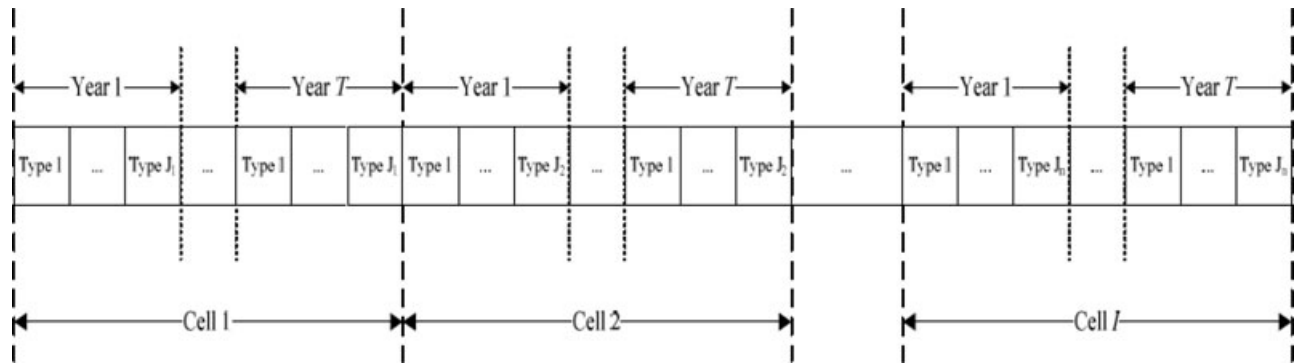 Year 1 Year T Year 1 Year T Year 1 Year T
Type 1 ... Type J₁ ... Type 1 ... Type J₁ Type 1 ... Type J₂ ... Type 1 ... Type J₂ ... Type 1 ... Type Jₙ ... Type 1 ... Type Jₙ
Cell 1 Cell 2 Cell I